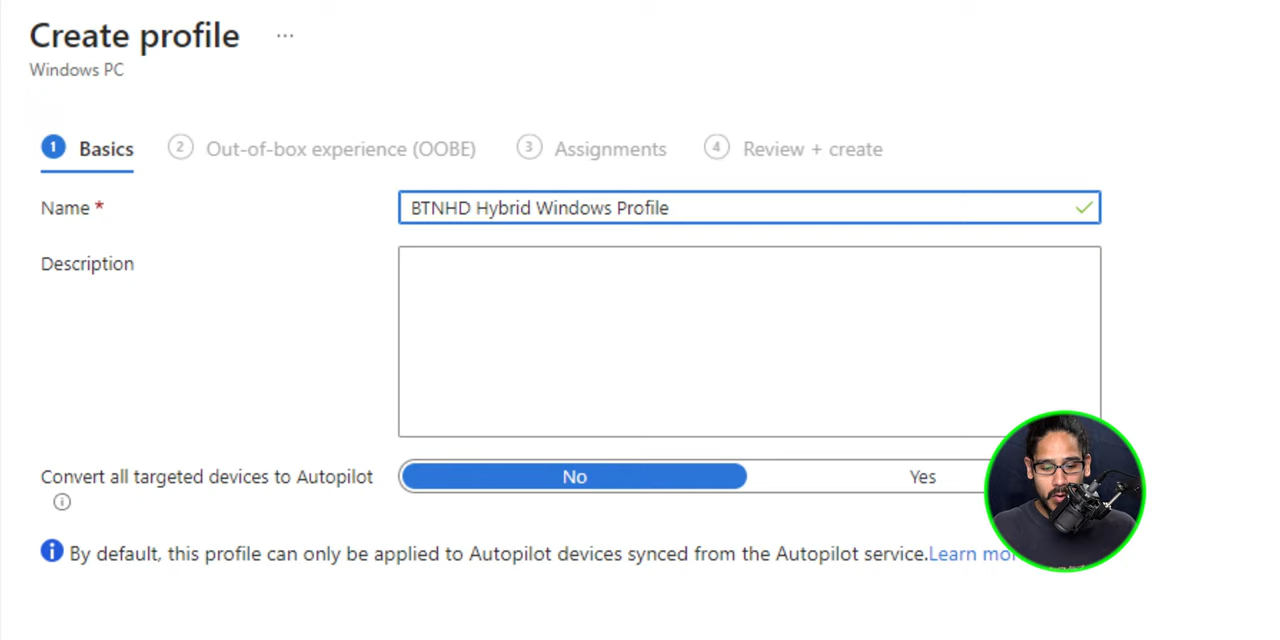 Create profile ...
Windows PC
1 Basics 2 Out-of-box experience (OOBE) 3 Assignments 4 Review + create
Name * BTNHD Hybrid Windows Profile
Description
Convert all targeted devices to Autopilot No Yes
By default, this profile can only be applied to Autopilot devices synced from the Autopilot service. Learn